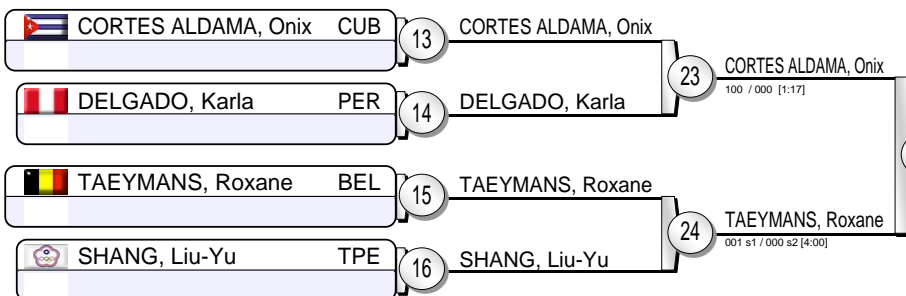 CORTES ALDAMA, Onix CUB
13
CORTES ALDAMA, Onix
23
CORTES ALDAMA, Onix
100 / 000 [1:17]
DELGADO, Karla PER
14
DELGADO, Karla
TAEYMANS, Roxane BEL
15
TAEYMANS, Roxane
24
TAEYMANS, Roxane
001 s1 / 000 s2 [4:00]
SHANG, Liu-Yu TPE
16
SHANG, Liu-Yu